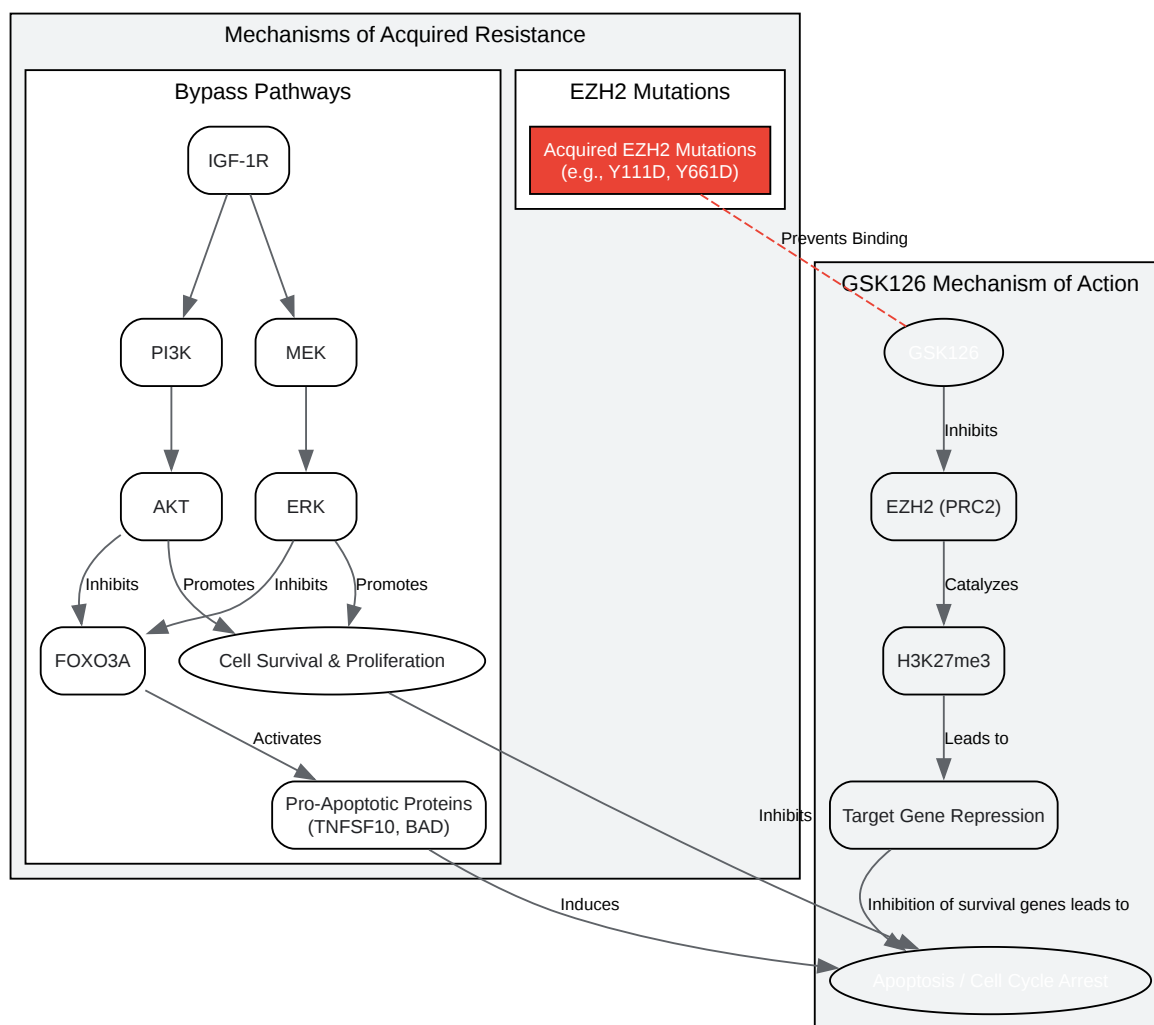 Mechanisms of Acquired Resistance
Bypass Pathways
EZH2 Mutations
IGF-1R
Acquired EZH2 Mutations
(e.g., Y111D, Y661D)
Prevents Binding
GSK126 Mechanism of Action
PI3K
MEK
GSK126
Inhibits
AKT
ERK
EZH2 (PRC2)
Inhibits
Promotes
Inhibits
Promotes
Catalyzes
FOXO3A
Cell Survival & Proliferation
H3K27me3
Activates
Leads to
Pro-Apoptotic Proteins
(TNFSF10, BAD)
Inhibits
Target Gene Repression
Induces
Inhibition of survival genes leads to
Apoptosis / Cell Cycle Arrest